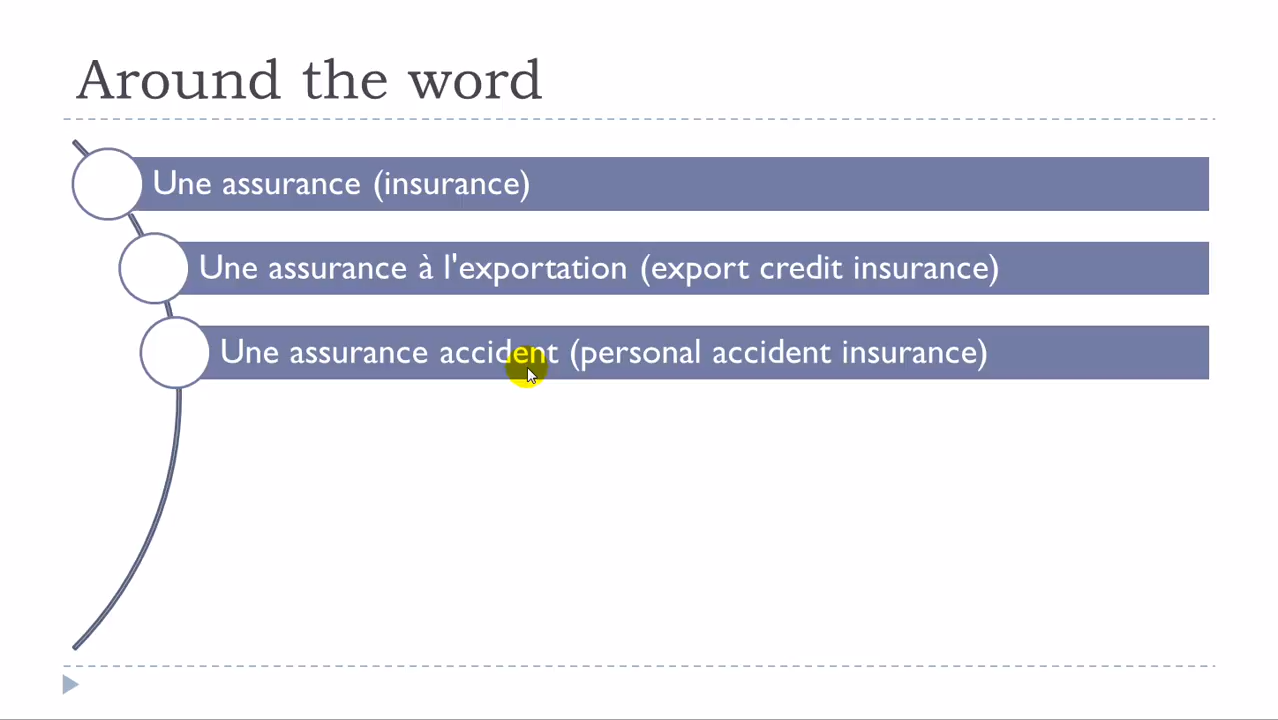 Around the word
Une assurance (insurance)
Une assurance à l'exportation (export credit insurance)
Une assurance accident (personal accident insurance)